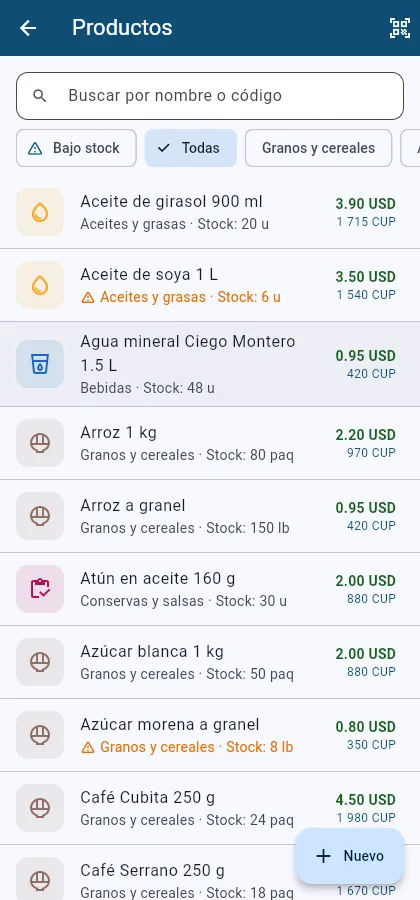 Productos
Buscar por nombre o código
Bajo stock
Todas
Granos y cereales
Aceite de girasol 900 ml
3.90 USD
Aceites y grasas · Stock: 20 u
1 715 CUP
Aceite de soya 1 L
3.50 USD
Aceites y grasas · Stock: 6 u
1 540 CUP
Agua mineral Ciego Montero
1.5 L
0.95 USD
420 CUP
Bebidas · Stock: 48 u
Arroz 1 kg
2.20 USD
Granos y cereales · Stock: 80 paq
970 CUP
Arroz a granel
0.95 USD
Granos y cereales · Stock: 150 lb
420 CUP
Atún en aceite 160 g
2.00 USD
Conservas y salsas · Stock: 30 u
880 CUP
Azúcar blanca 1 kg
2.00 USD
Granos y cereales · Stock: 50 paq
880 CUP
Azúcar morena a granel
0.80 USD
Granos y cereales · Stock: 8 lb
350 CUP
Café Cubita 250 g
4.50 USD
Granos y cereales · Stock: 24 paq
1 980 CUP
Nuevo
Café Serrano 250 g
Granos y cereales · Stock: 18 paq
1 670 CUP